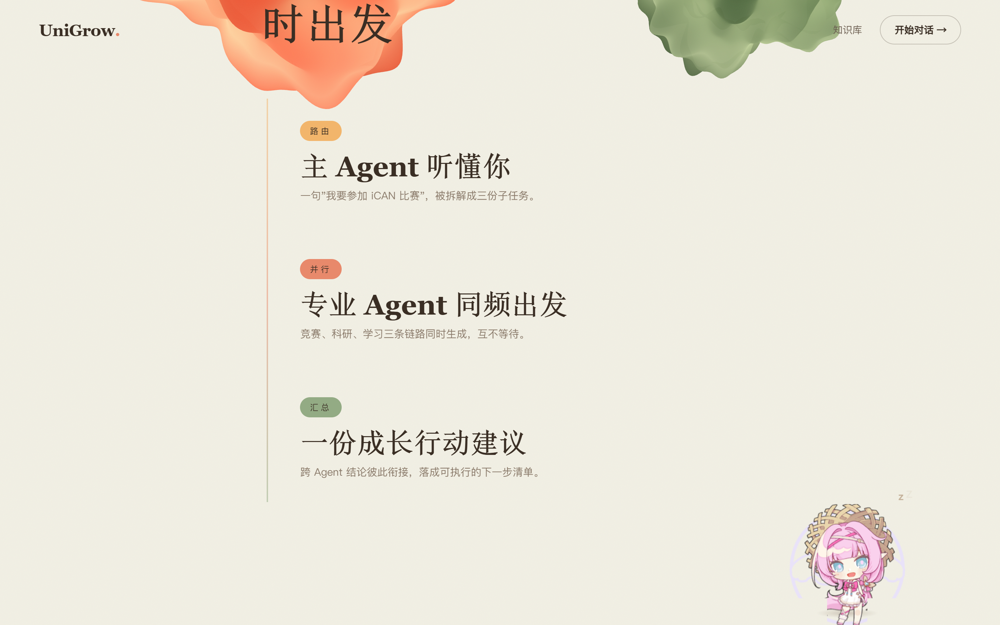 时出发
UniGrow.
知识库
开始对话 →
路由
主 Agent 听懂你
一句”我要参加 iCAN 比赛”，被拆解成三份子任务。
并行
专业 Agent 同频出发
竞赛、科研、学习三条链路同时生成，互不等待。
汇总
一份成长行动建议
跨 Agent 结论彼此衔接，落成可执行的下一步清单。
z z